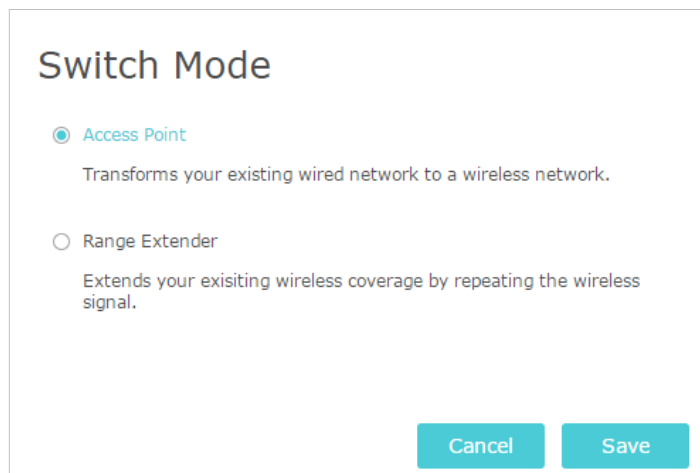 Switch Mode
Access Point
Transforms your existing wired network to a wireless network.
Range Extender
Extends your exisiting wireless coverage by repeating the wireless
signal.
Cancel Save